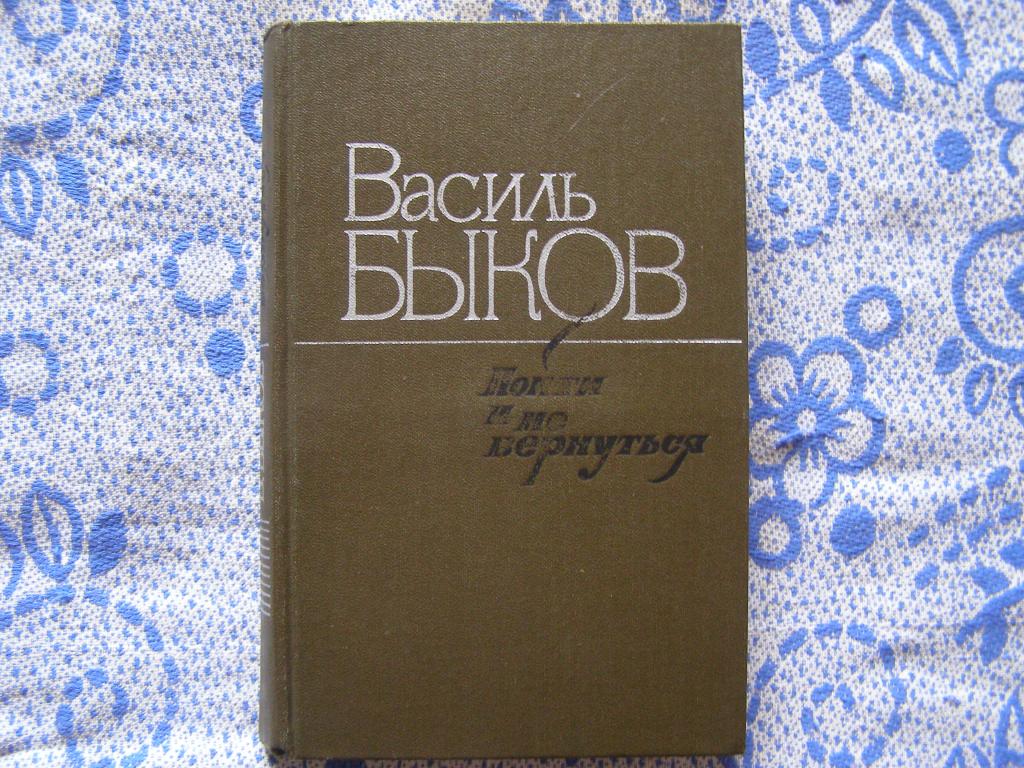 Василь
БЫКОВ
Пойти
и не
вернуться